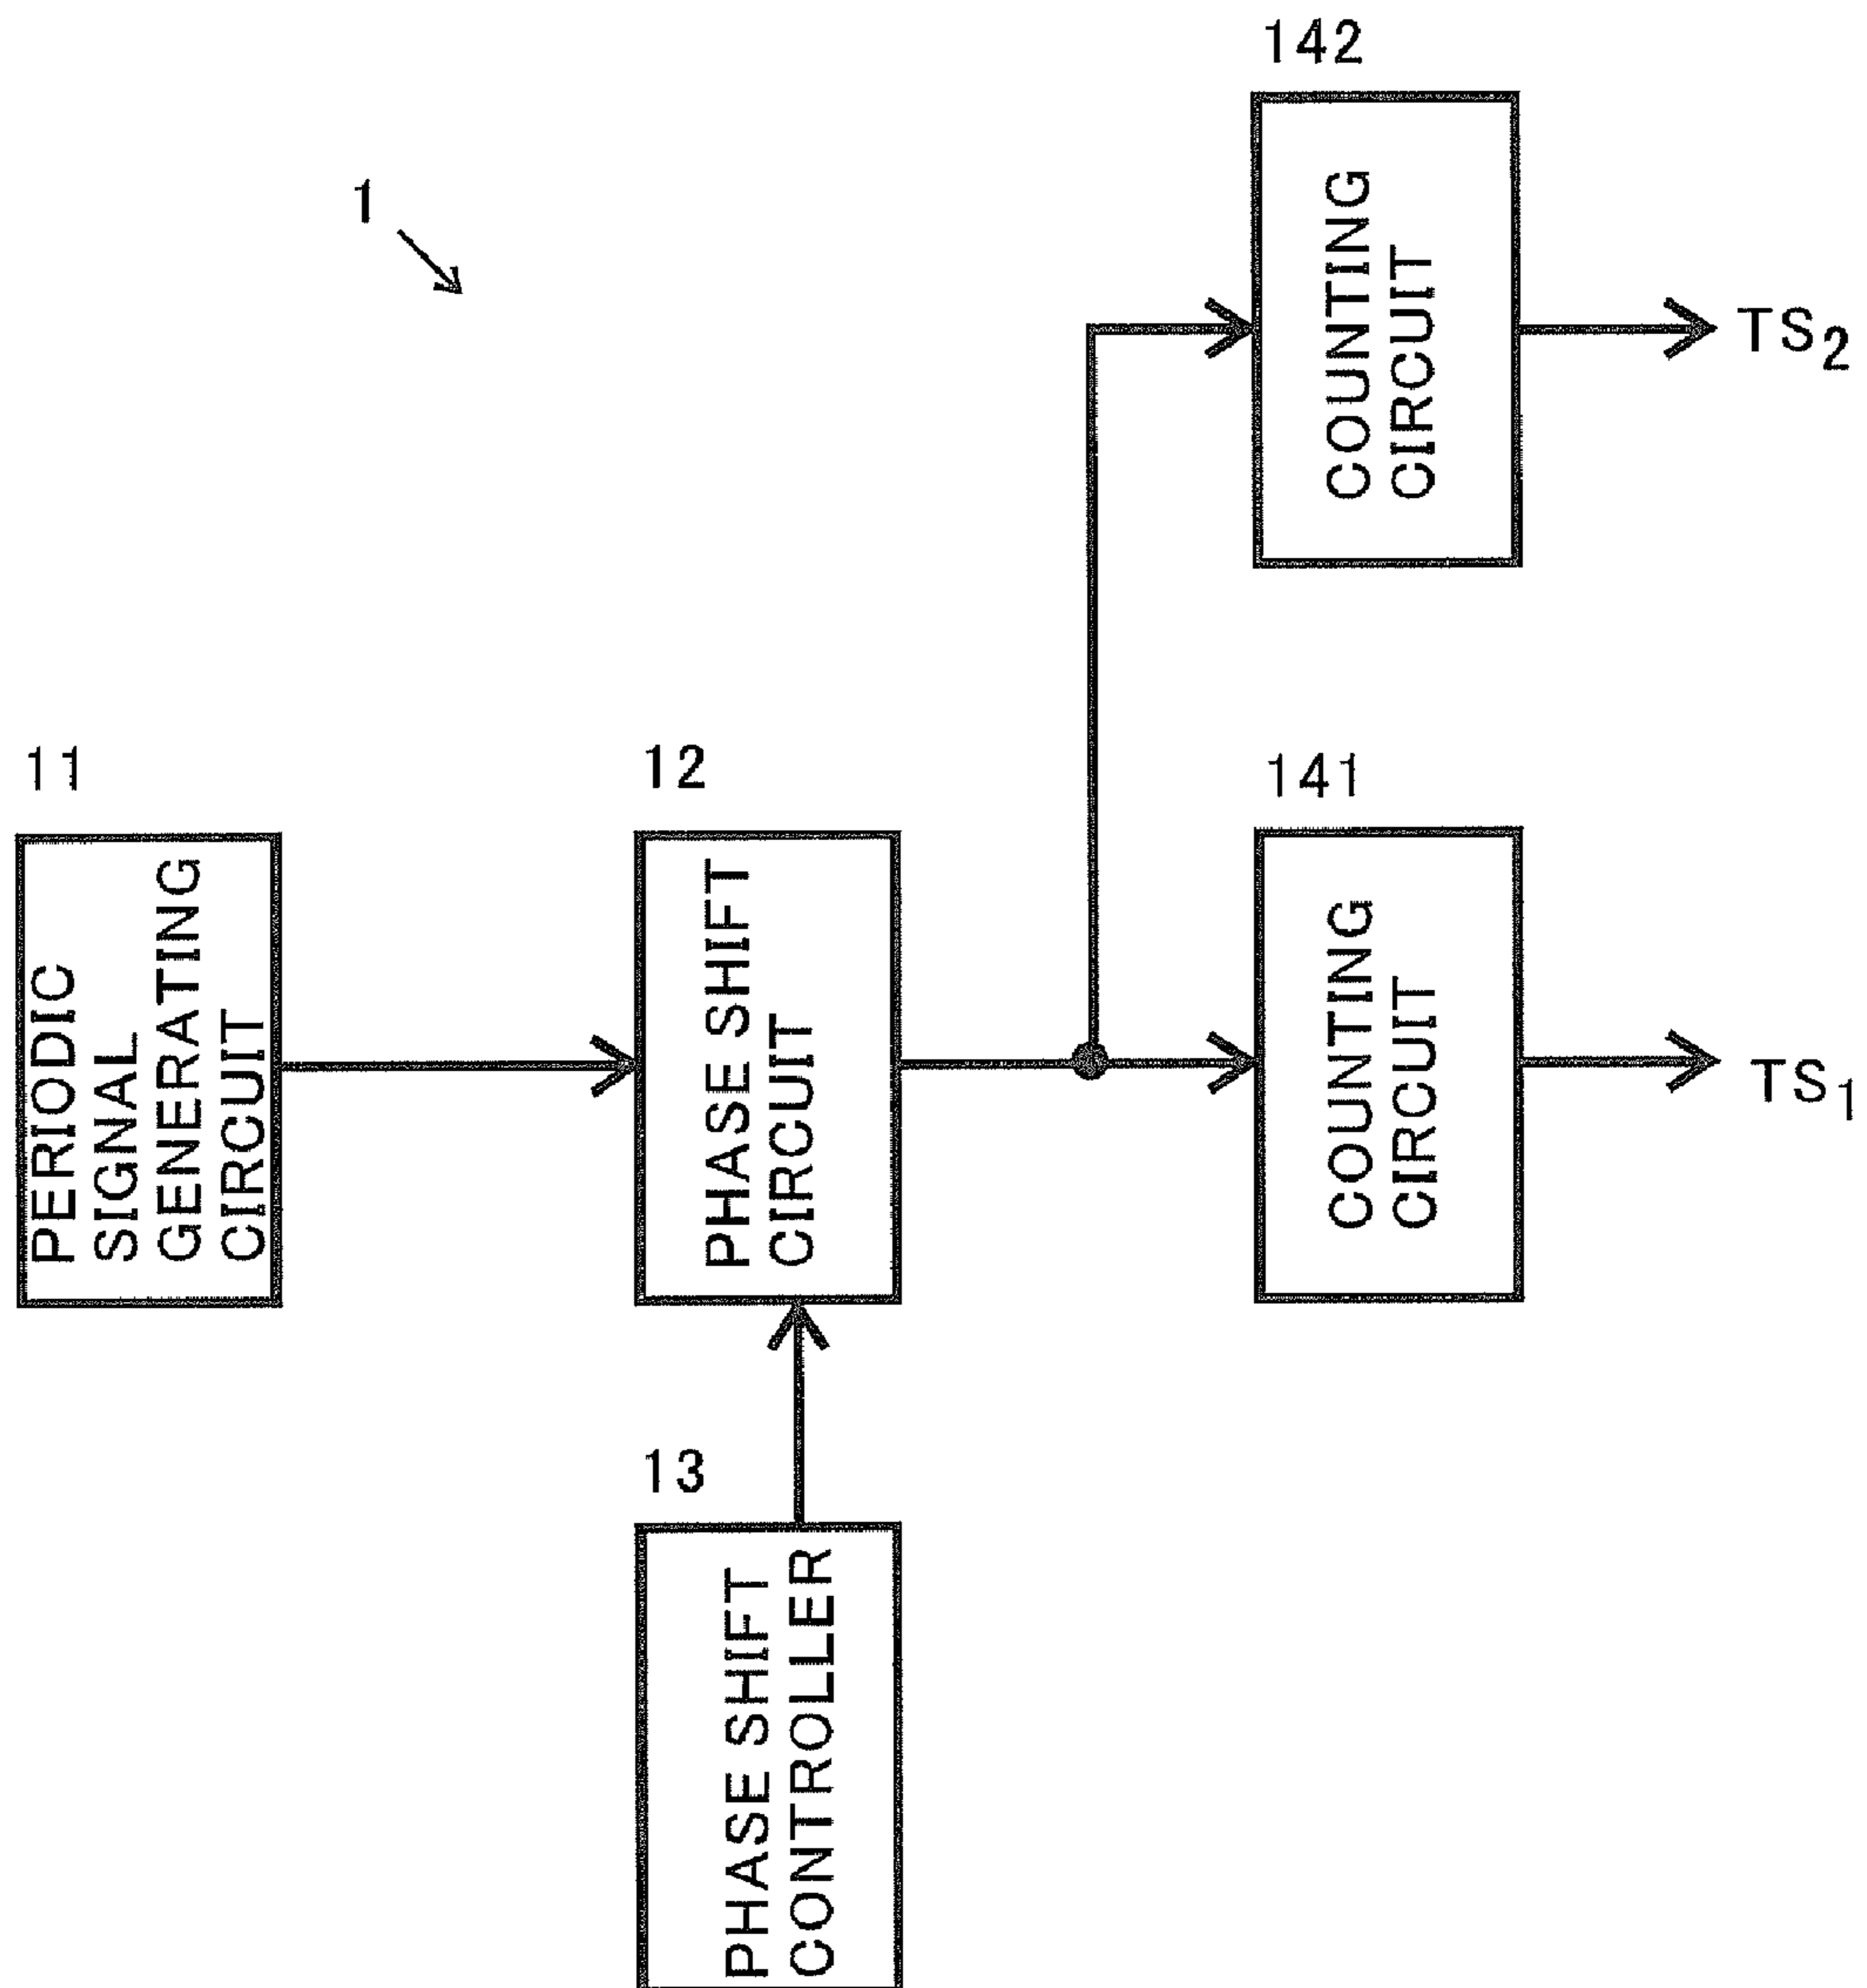 142
COUNTING
CIRCUIT
TS2
1
11
PERIODIC
SIGNAL
GENERATING
CIRCUIT
12
PHASE SHIFT
CIRCUIT
141
COUNTING
CIRCUIT
TS1
13
PHASE SHIFT
CONTROLLER